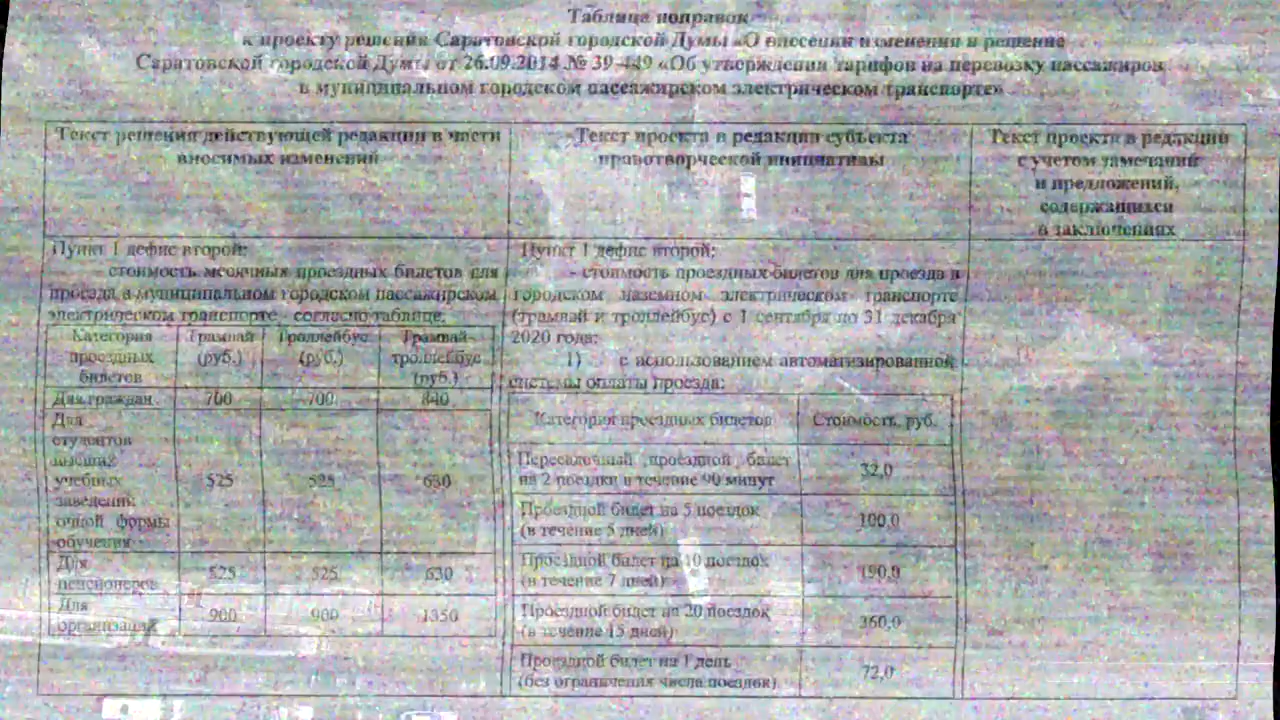 Таблица поправок
к проекту решения Саратовской городской Думы «О внесении изменения в решение
Саратовской городской Думы от 26.09.2014 № 39-449 «Об утверждении тарифов на перевозку пассажиров
в муниципальном городском пассажирском электрическом транспорте»
Текст решения действующей редакции в части
вносимых изменений
Текст проекта в редакции субъекта
правотворческой инициативы
Текст проекта в редакции
с учетом замечаний
и предложений,
содержащихся
в заключениях
Пункт 1 дефис второй:
стоимость месячных проездных билетов для
проезда в муниципальном городском пассажирском
электрическом транспорте - согласно таблице:
Категория
проездных
билетов
Трамвай
(руб.)
Троллейбус
(руб.)
Трамвай-
троллейбус
(руб.)
Для граждан 700 700 840
Для
студентов
высших
учебных
заведений
очной формы
обучения
525 525 630
Для
пенсионеров
525 525 630
Для
организаций
900 900 1350
Пункт 1 дефис второй:
- стоимость проездных билетов для проезда в
городском наземном электрическом транспорте
(трамвай и троллейбус) с 1 сентября по 31 декабря
2020 года:
1) с использованием автоматизированной
системы оплаты проезда:
Категория проездных билетов Стоимость, руб.
Пересадочный проездной билет
на 2 поездки в течение 90 минут
32,0
Проездной билет на 5 поездок
(в течение 5 дней)
100,0
Проездной билет на 10 поездок
(в течение 7 дней)
190,0
Проездной билет на 20 поездок
(в течение 15 дней)
360,0
Проездной билет на 1 день
(без ограничения числа поездок)
72,0